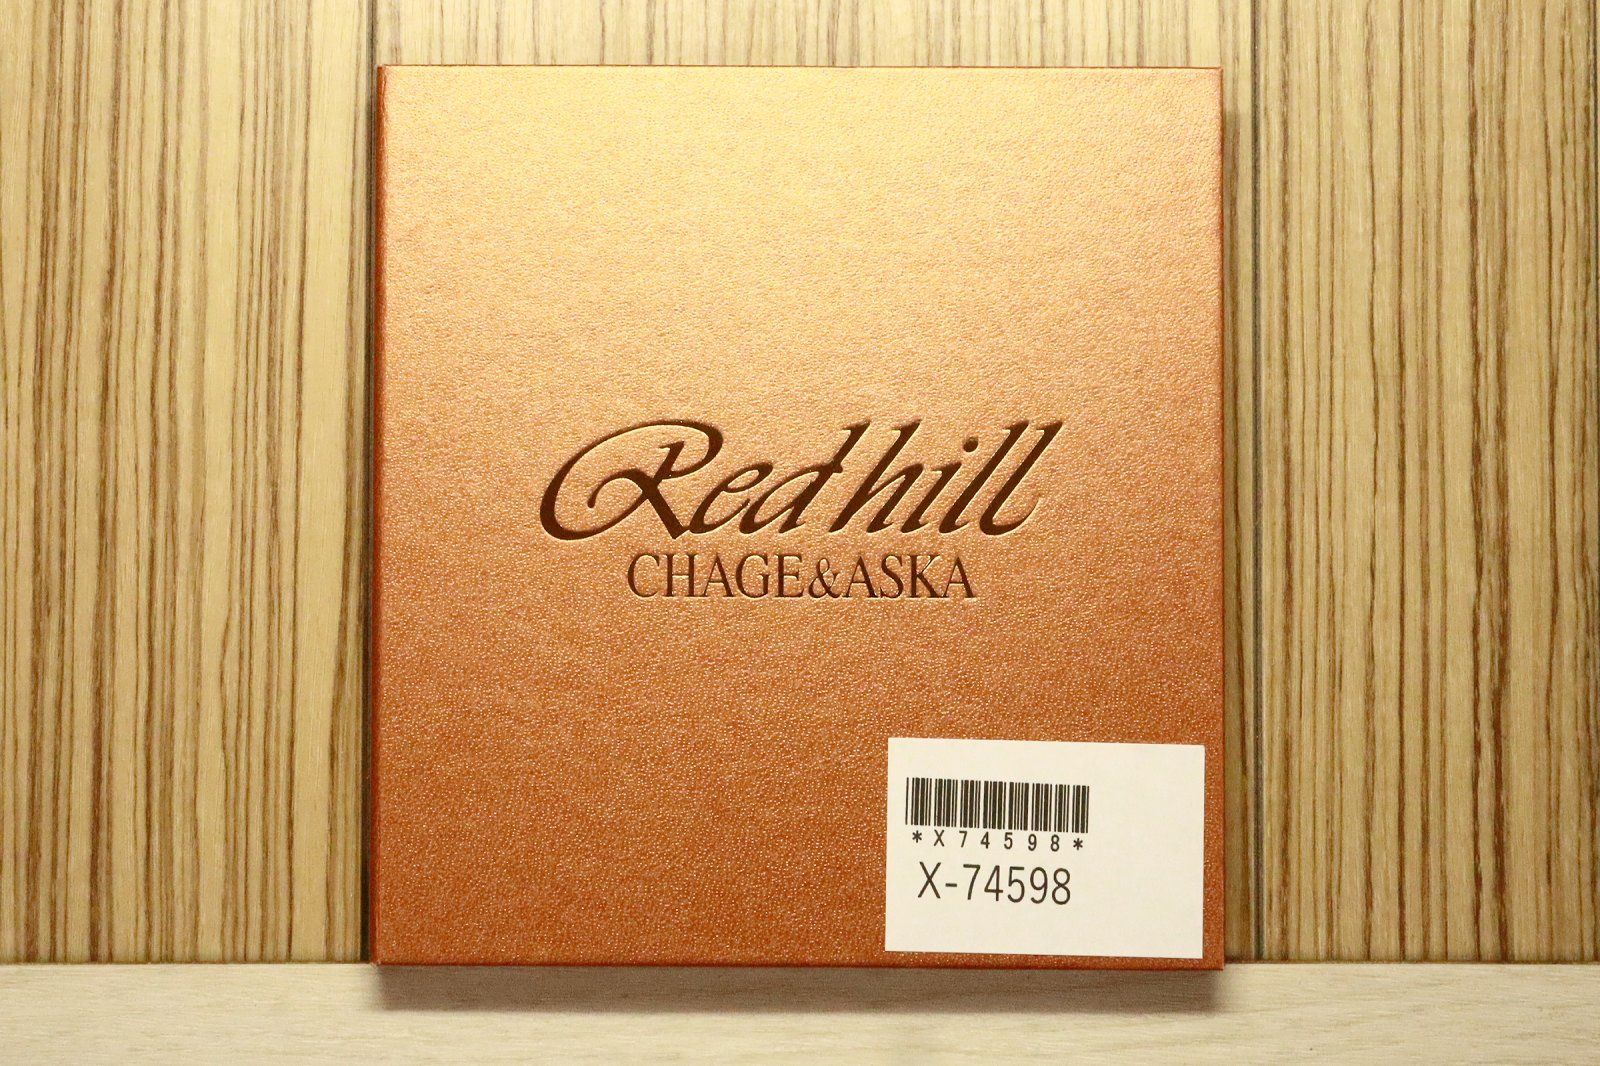 Red hill
CHAGE&ASKA
*X74598*
X-74598